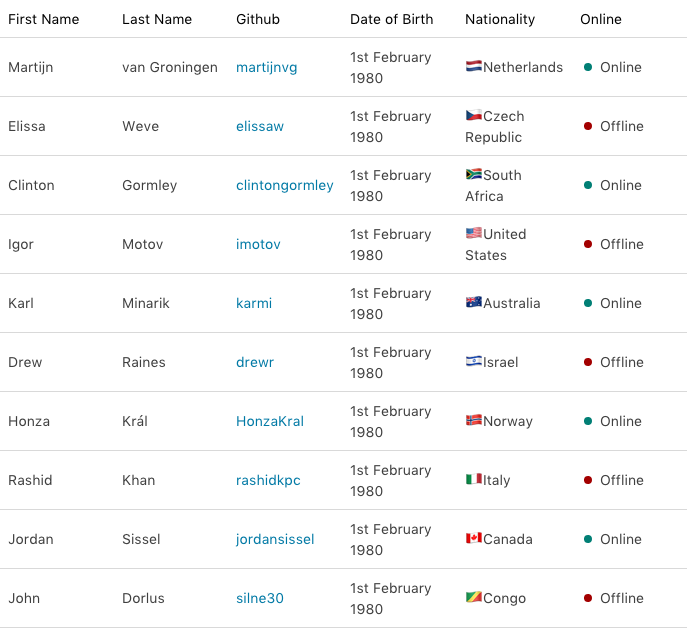 First Name Last Name Github Date of Birth Nationality Online
Martijn van Groningen martijnvg 1st February 1980 Netherlands Online
Elissa Weve elissaw 1st February 1980 Czech Republic Offline
Clinton Gormley clintongormley 1st February 1980 South Africa Online
Igor Motov imotov 1st February 1980 United States Offline
Karl Minarik karmi 1st February 1980 Australia Online
Drew Raines drewr 1st February 1980 Israel Offline
Honza Král HonzaKral 1st February 1980 Norway Online
Rashid Khan rashidkpc 1st February 1980 Italy Offline
Jordan Sissel jordansissel 1st February 1980 Canada Online
John Dorlus silne30 1st February 1980 Congo Offline